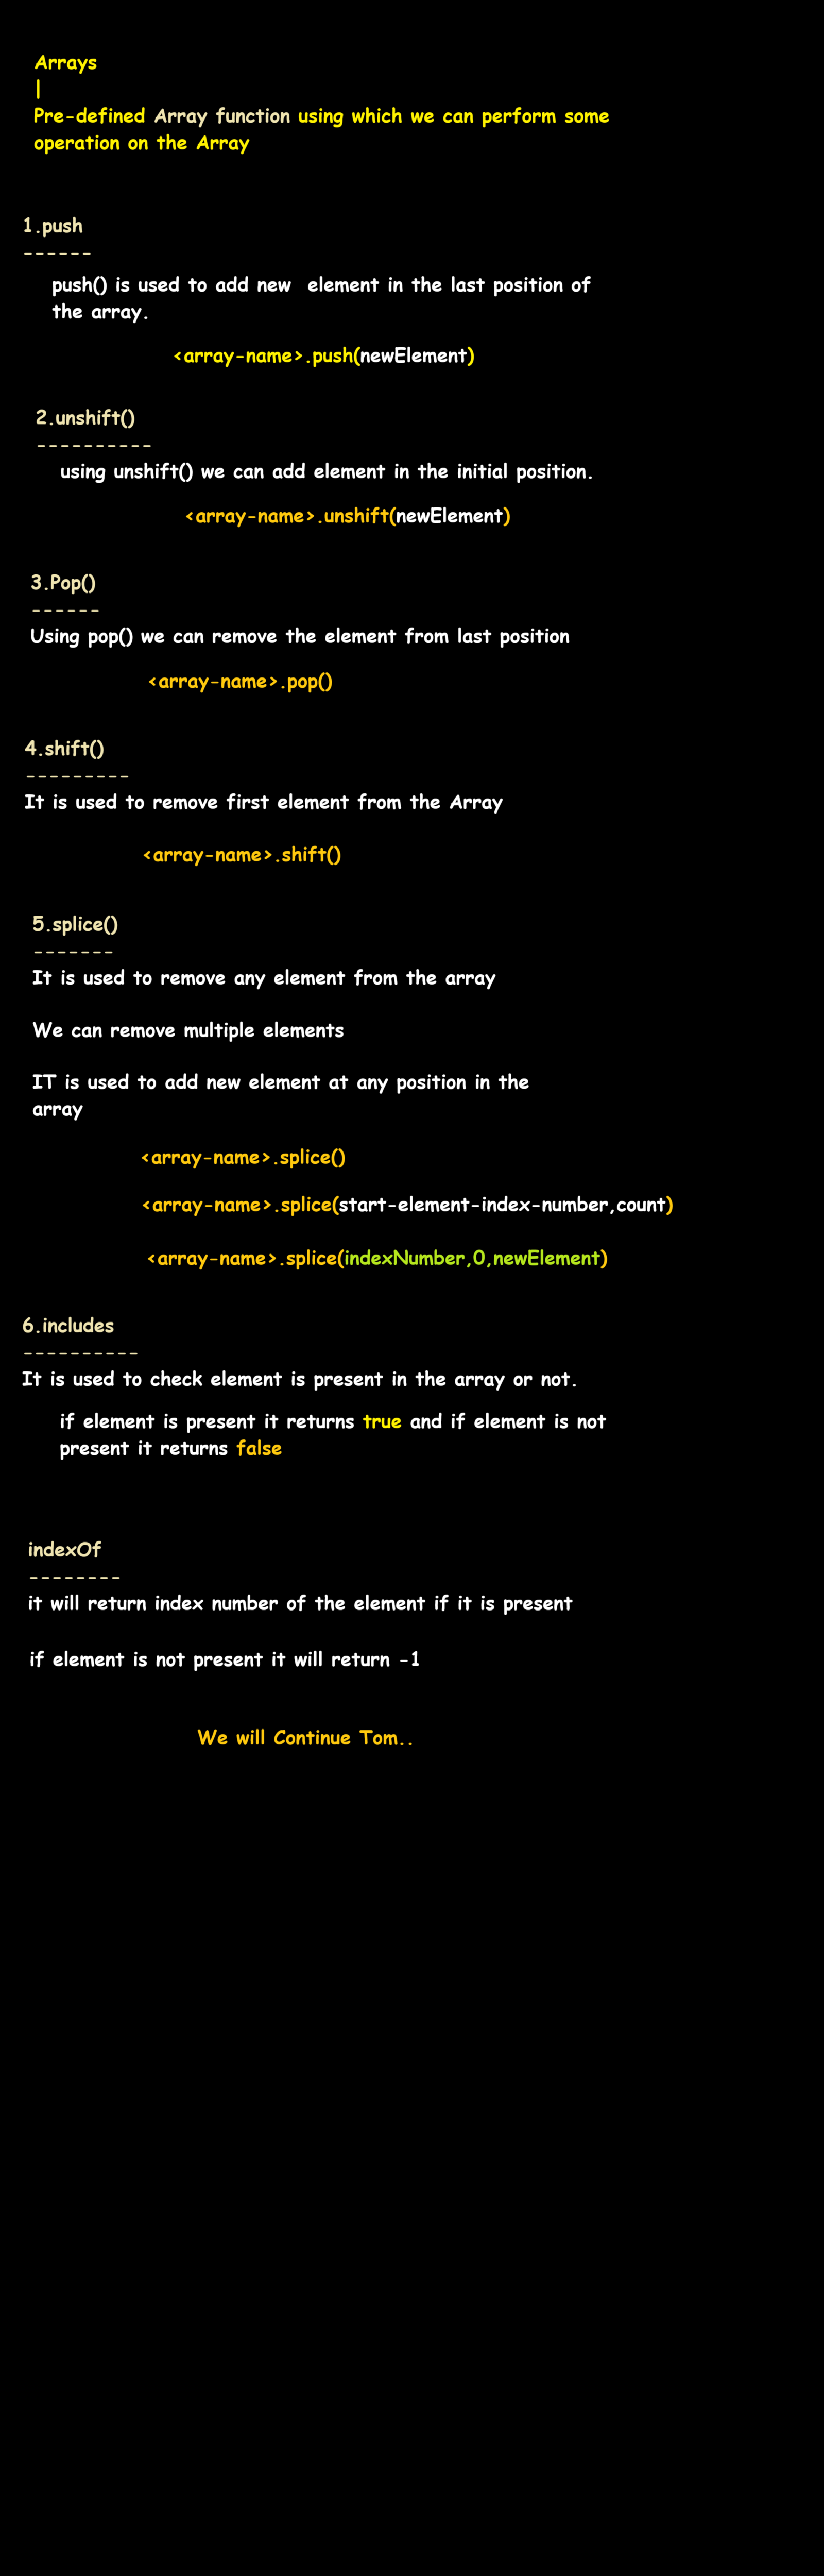 Arrays
|
Pre-defined Array function using which we can perform some
operation on the Array
1.push
------
push() is used to add new  element in the last position of
the array.
<array-name>.push(newElement)
2.unshift()
----------
using unshift() we can add element in the initial position.
<array-name>.unshift(newElement)
3.Pop()
------
Using pop() we can remove the element from last position
<array-name>.pop()
4.shift()
---------
It is used to remove first element from the Array
<array-name>.shift()
5.splice()
-------
It is used to remove any element from the array
We can remove multiple elements
IT is used to add new element at any position in the
array
<array-name>.splice()
<array-name>.splice(start-element-index-number,count)
<array-name>.splice(indexNumber,0,newElement)
6.includes
----------
It is used to check element is present in the array or not.
if element is present it returns true and if element is not
present it returns false
indexOf
--------
it will return index number of the element if it is present
if element is not present it will return -1
We will Continue Tom..